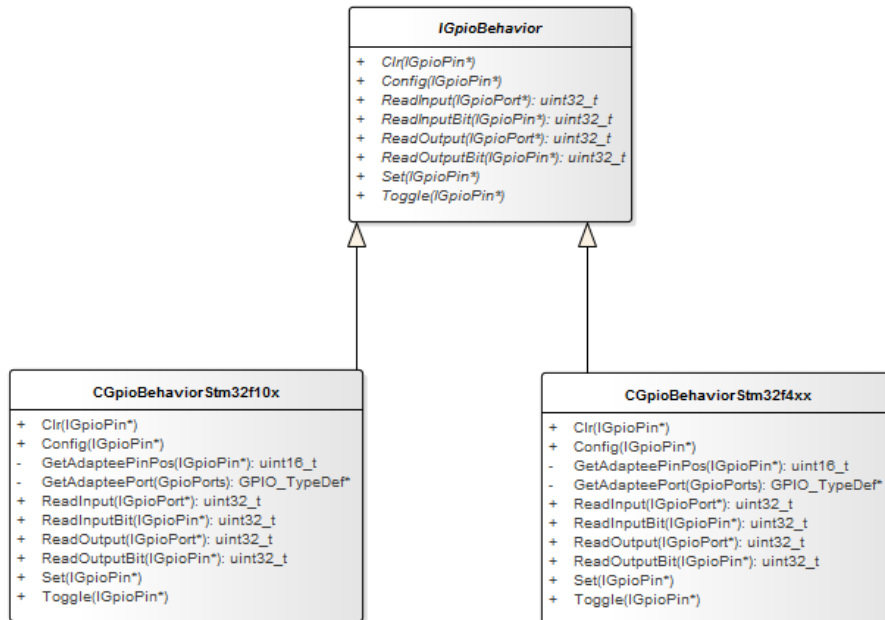 IGpioBehavior
+ Clr(IGpioPin*)
+ Config(IGpioPin*)
+ ReadInput(IGpioPort*): uint32_t
+ ReadInputBit(IGpioPin*): uint32_t
+ ReadOutput(IGpioPort*): uint32_t
+ ReadOutputBit(IGpioPin*): uint32_t
+ Set(IGpioPin*)
+ Toggle(IGpioPin*)
CGpioBehaviorStm32f10x
+ Clr(IGpioPin*)
+ Config(IGpioPin*)
- GetAdapteePinPos(IGpioPin*): uint16_t
- GetAdapteePort(GpioPorts): GPIO_TypeDef*
+ ReadInput(IGpioPort*): uint32_t
+ ReadInputBit(IGpioPin*): uint32_t
+ ReadOutput(IGpioPort*): uint32_t
+ ReadOutputBit(IGpioPin*): uint32_t
+ Set(IGpioPin*)
+ Toggle(IGpioPin*)
CGpioBehaviorStm32f4xx
+ Clr(IGpioPin*)
+ Config(IGpioPin*)
- GetAdapteePinPos(IGpioPin*): uint16_t
- GetAdapteePort(GpioPorts): GPIO_TypeDef*
+ ReadInput(IGpioPort*): uint32_t
+ ReadInputBit(IGpioPin*): uint32_t
+ ReadOutput(IGpioPort*): uint32_t
+ ReadOutputBit(IGpioPin*): uint32_t
+ Set(IGpioPin*)
+ Toggle(IGpioPin*)